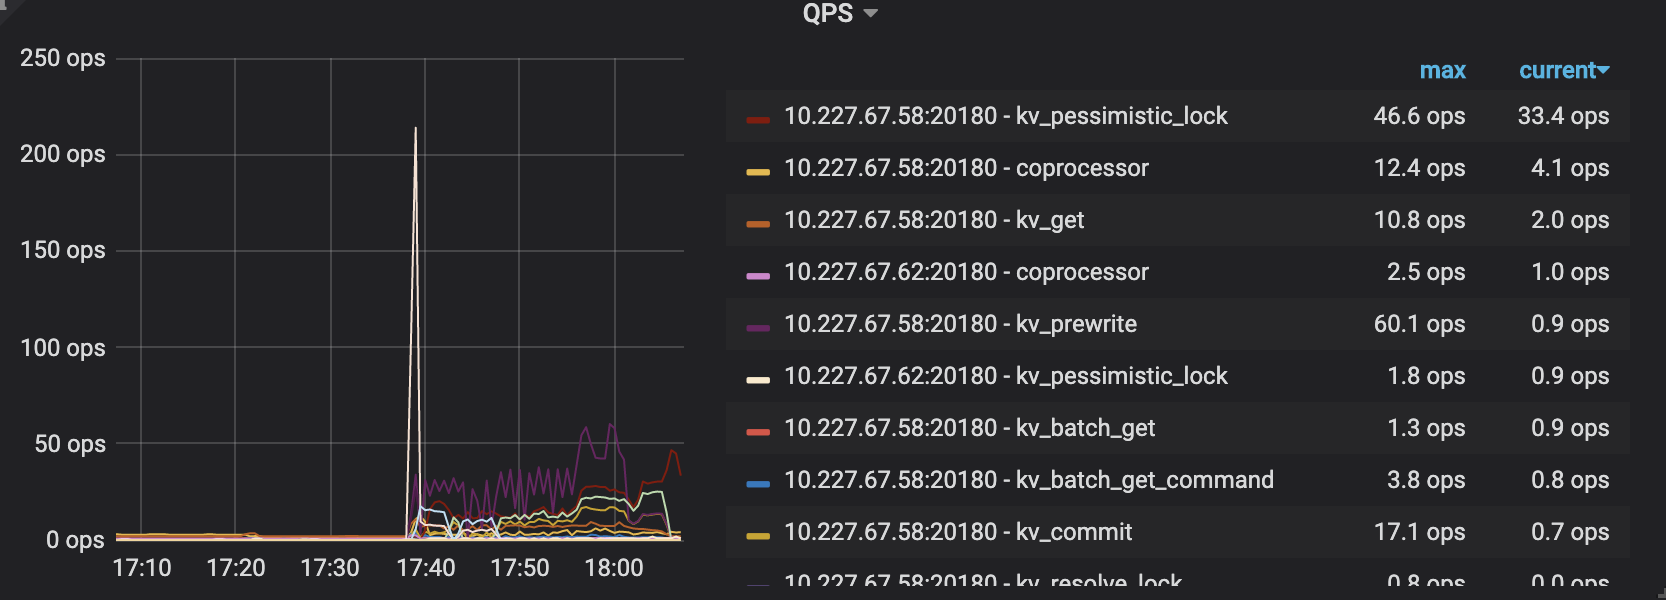 QPS
250 ops
200 ops
150 ops
100 ops
50 ops
0 ops
17:10 17:20 17:30 17:40 17:50 18:00
max current
10.227.67.58:20180 - kv_pessimistic_lock 46.6 ops 33.4 ops
10.227.67.58:20180 - coprocessor 12.4 ops 4.1 ops
10.227.67.58:20180 - kv_get 10.8 ops 2.0 ops
10.227.67.62:20180 - coprocessor 2.5 ops 1.0 ops
10.227.67.58:20180 - kv_prewrite 60.1 ops 0.9 ops
10.227.67.62:20180 - kv_pessimistic_lock 1.8 ops 0.9 ops
10.227.67.58:20180 - kv_batch_get 1.3 ops 0.9 ops
10.227.67.58:20180 - kv_batch_get_command 3.8 ops 0.8 ops
10.227.67.58:20180 - kv_commit 17.1 ops 0.7 ops
10.227.67.58:20180 - kv_resolve_lock 0.8 ops 0.0 ops